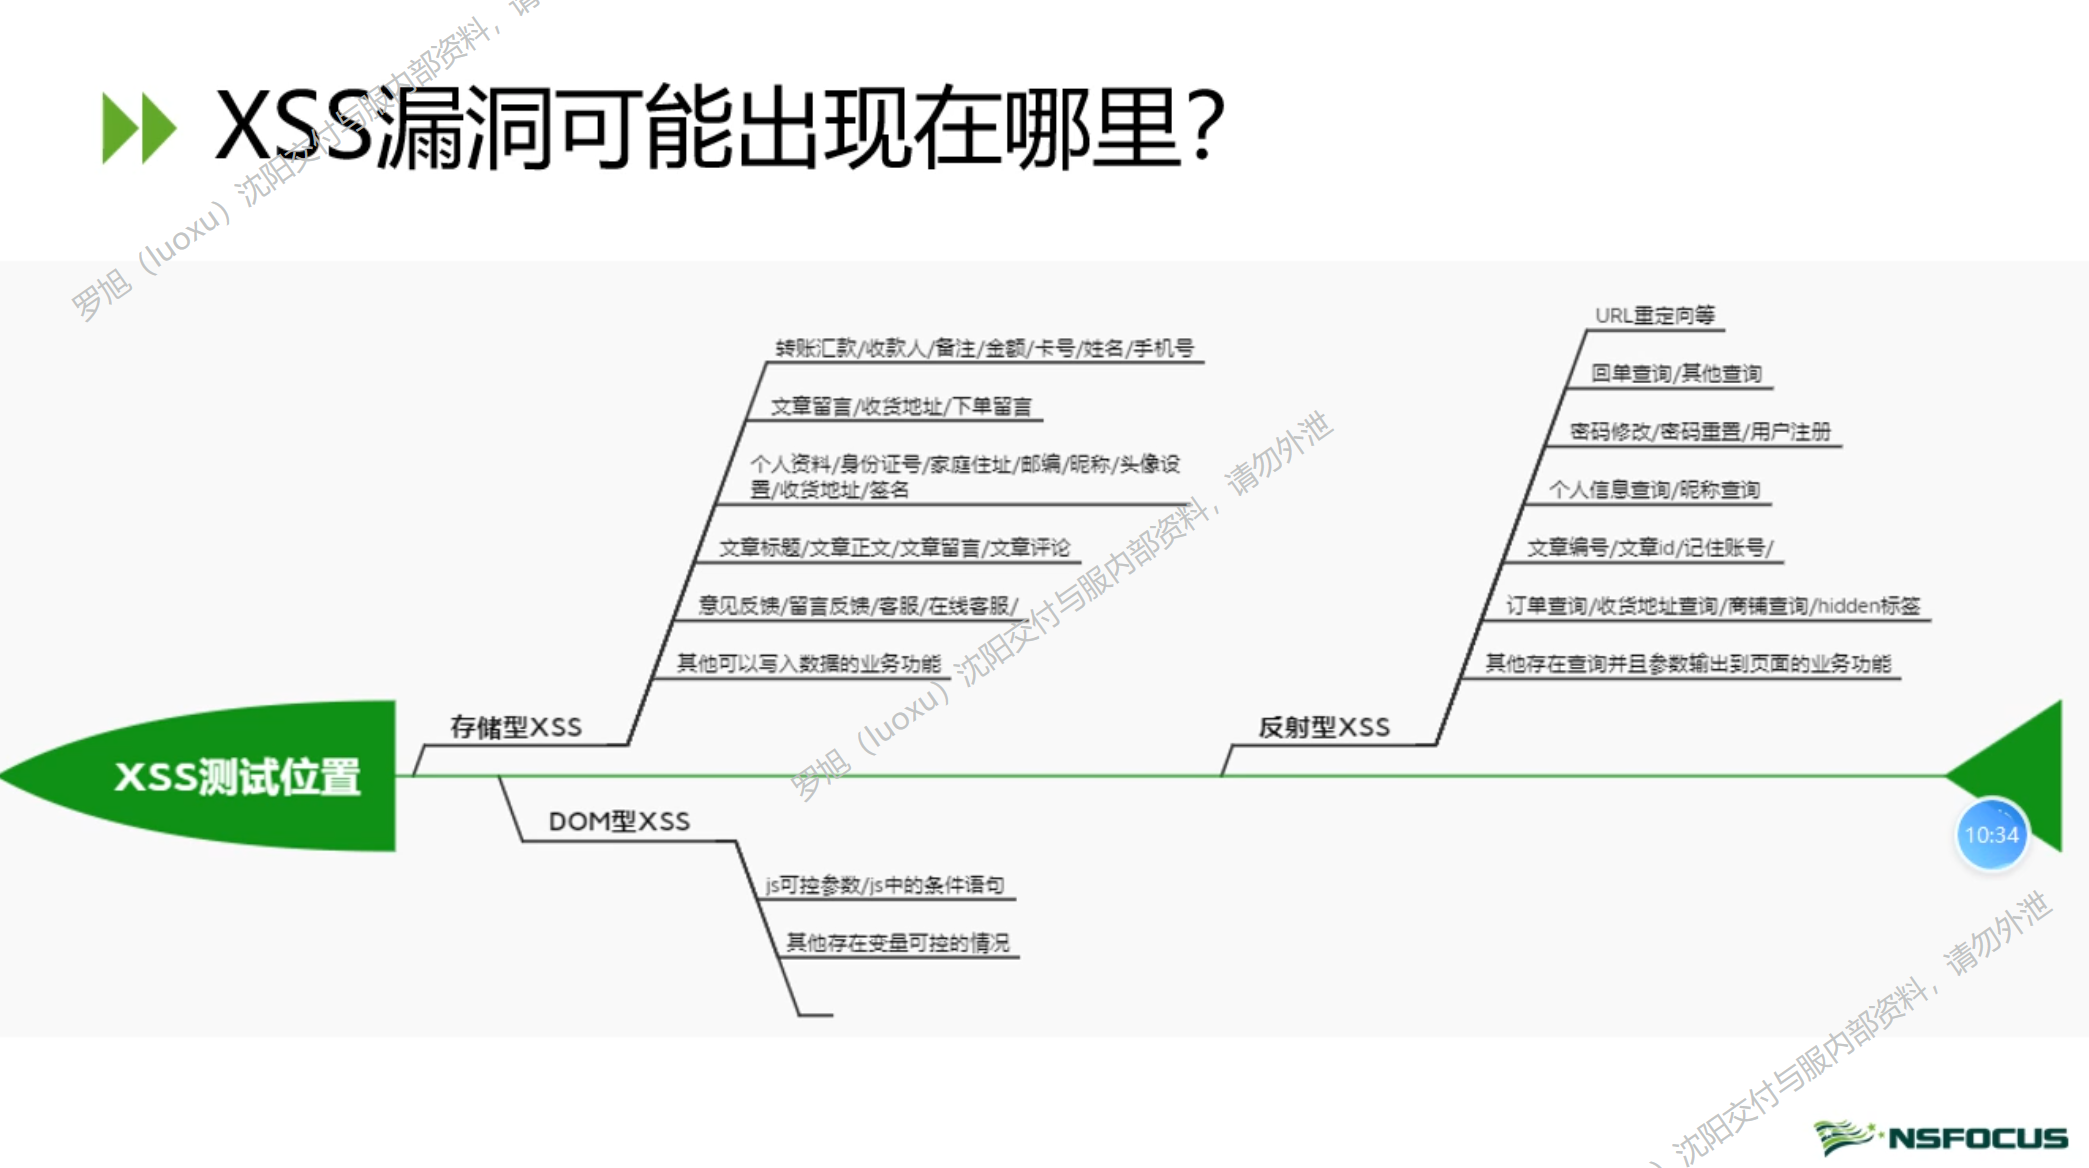 XSS漏洞可能出现在哪里?
转账汇款/收款人/备注/金额/卡号/姓名/手机号
文章留言/收货地址/下单留言
个人资料/身份证号/家庭住址/邮编/昵称/头像设
置/收货地址/签名
文章标题/文章正文/文章留言/文章评论
意见反馈/留言反馈/客服/在线客服/
其他可以写入数据的业务功能
存储型XSS
URL重定向等
回单查询/其他查询
密码修改/密码重置/用户注册
个人信息查询/昵称查询
文章编号/文章id/记住账号/
订单查询/收货地址查询/商铺查询/hidden标签
其他存在查询并且参数输出到页面的业务功能
反射型XSS
XSS测试位置
DOM型XSS
js可控参数/js中的条件语句
其他存在变量可控的情况
10:34
NSFOCUS
罗旭（luoxu）沈阳交付与服内部资料，请
罗旭（luoxu）沈阳交付与服内部资料，请勿外泄
）沈阳交付与服内部资料，请勿外泄